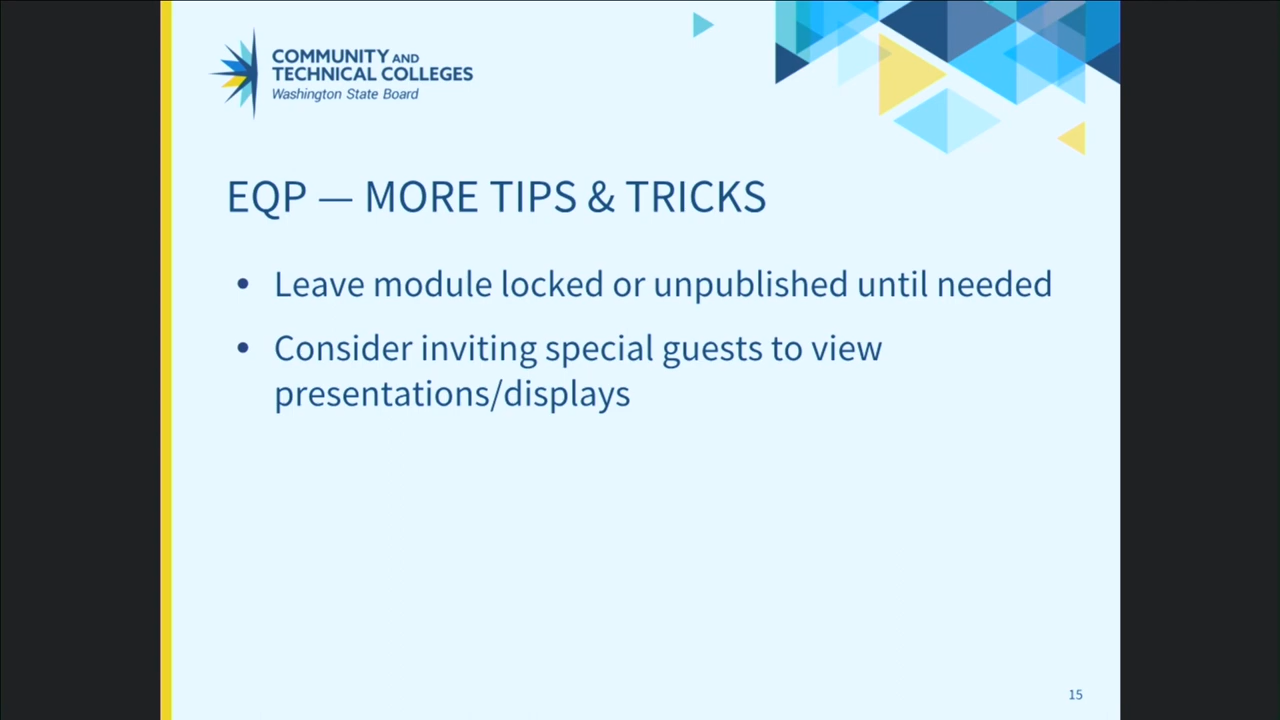 COMMUNITY AND
TECHNICAL COLLEGES
Washington State Board
EQP — MORE TIPS & TRICKS
• Leave module locked or unpublished until needed
• Consider inviting special guests to view
presentations/displays
15